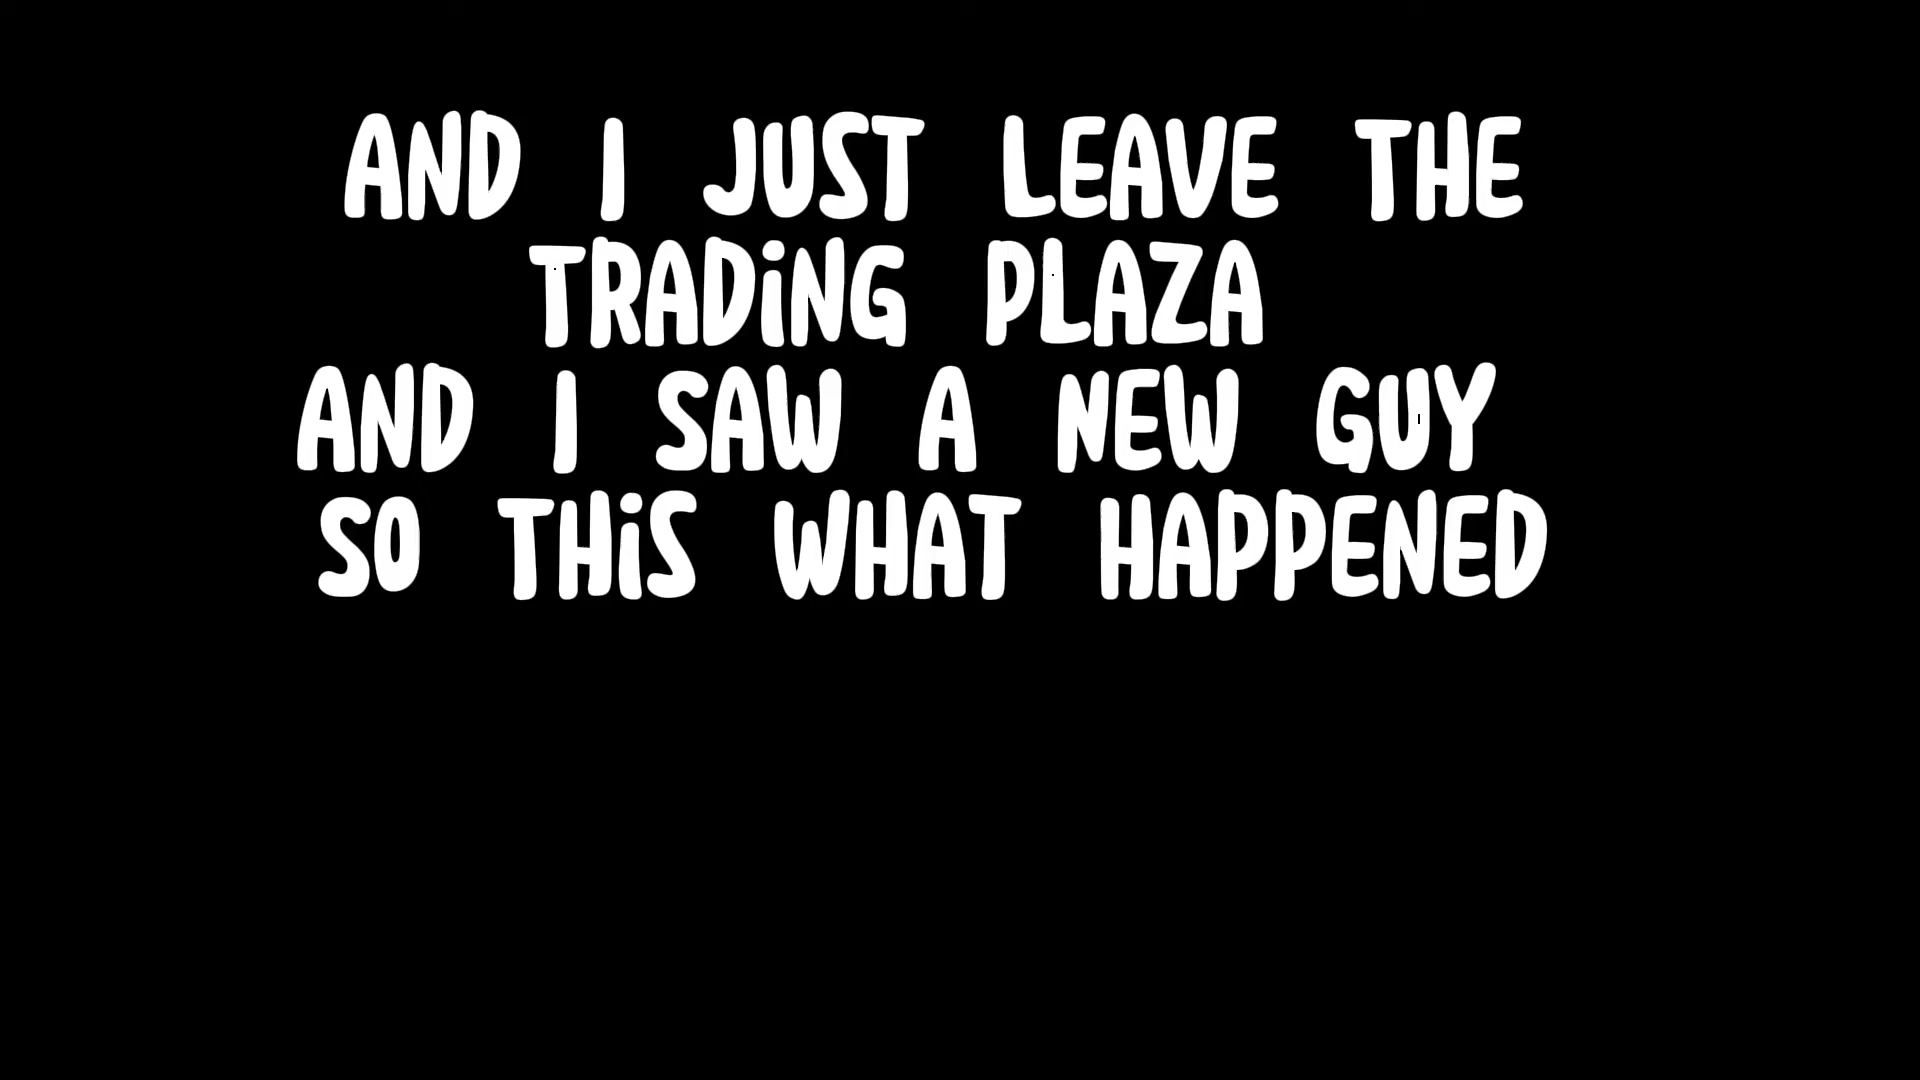 AND I JUST LEAVE THE
TRADiNG PLAZA
AND I SAW A NEW GUY
SO THiS WHAT HAPPENED